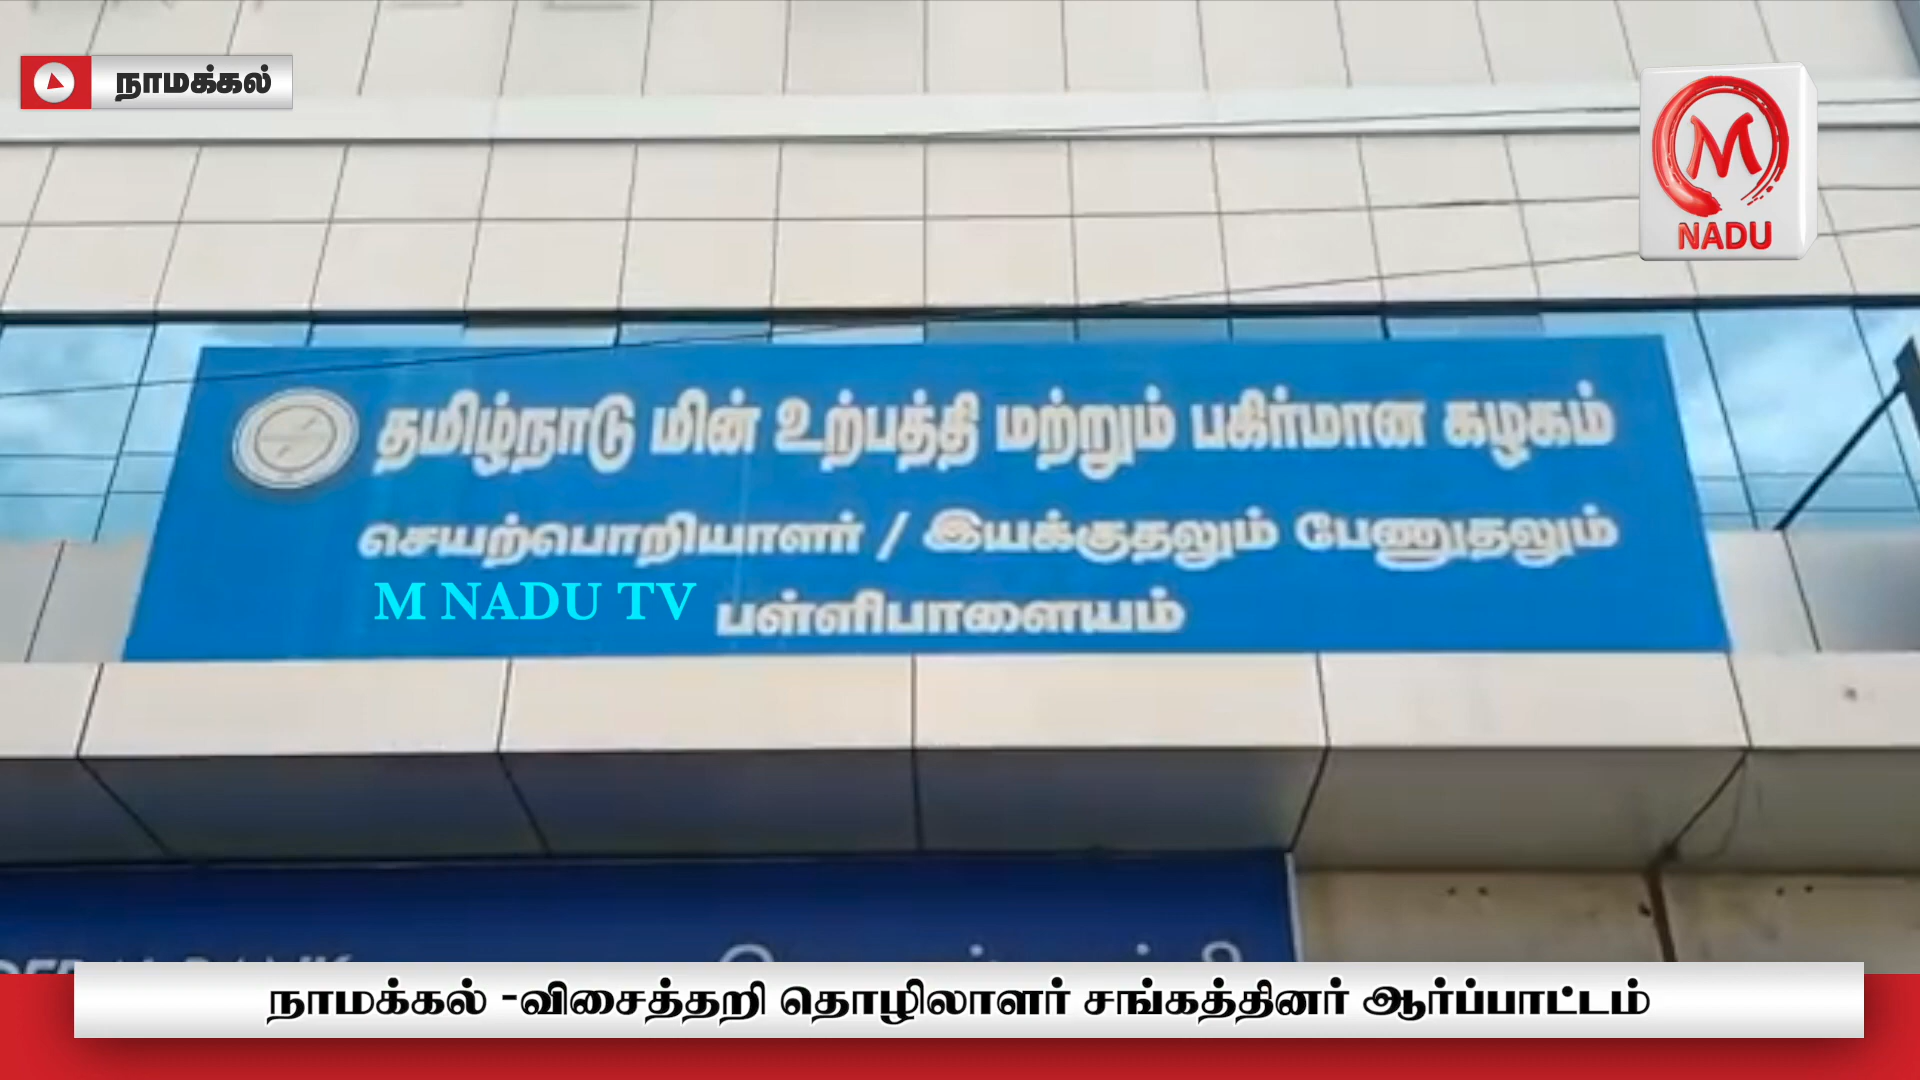 நாமக்கல்
M
NADU
தமிழ்நாடு மின் உற்பத்தி மற்றும் பகிர்மான கழகம்
செயற்பொறியாளர் / இயக்குதலும் பேணுதலும்
M NADU TV பள்ளிபாளையம்
நாமக்கல் -விசைத்தறி தொழிலாளர் சங்கத்தினர் ஆர்ப்பாட்டம்